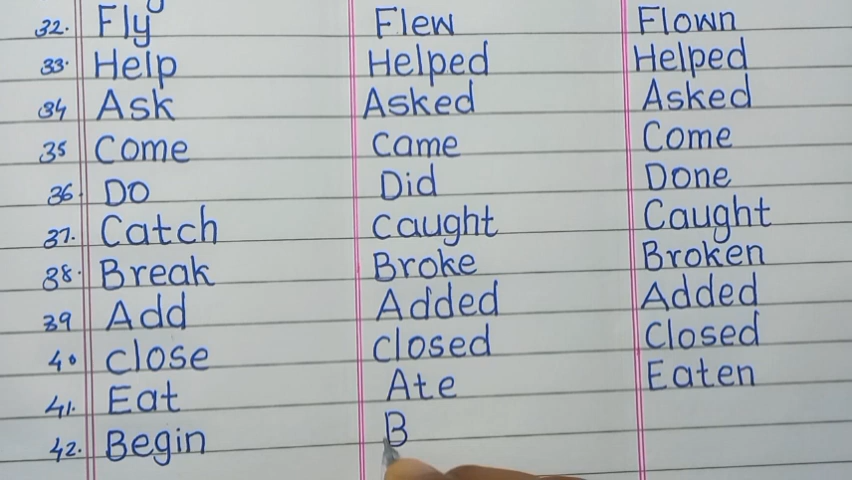 32. Fly Flew Flown
33. Help Helped Helped
34 Ask Asked Asked
35 Come Came Come
36. Do Did Done
37. Catch Caught Caught
38. Break Broke Broken
39 Add Added Added
40 Close Closed Closed
41. Eat Ate Eaten
42. Begin B